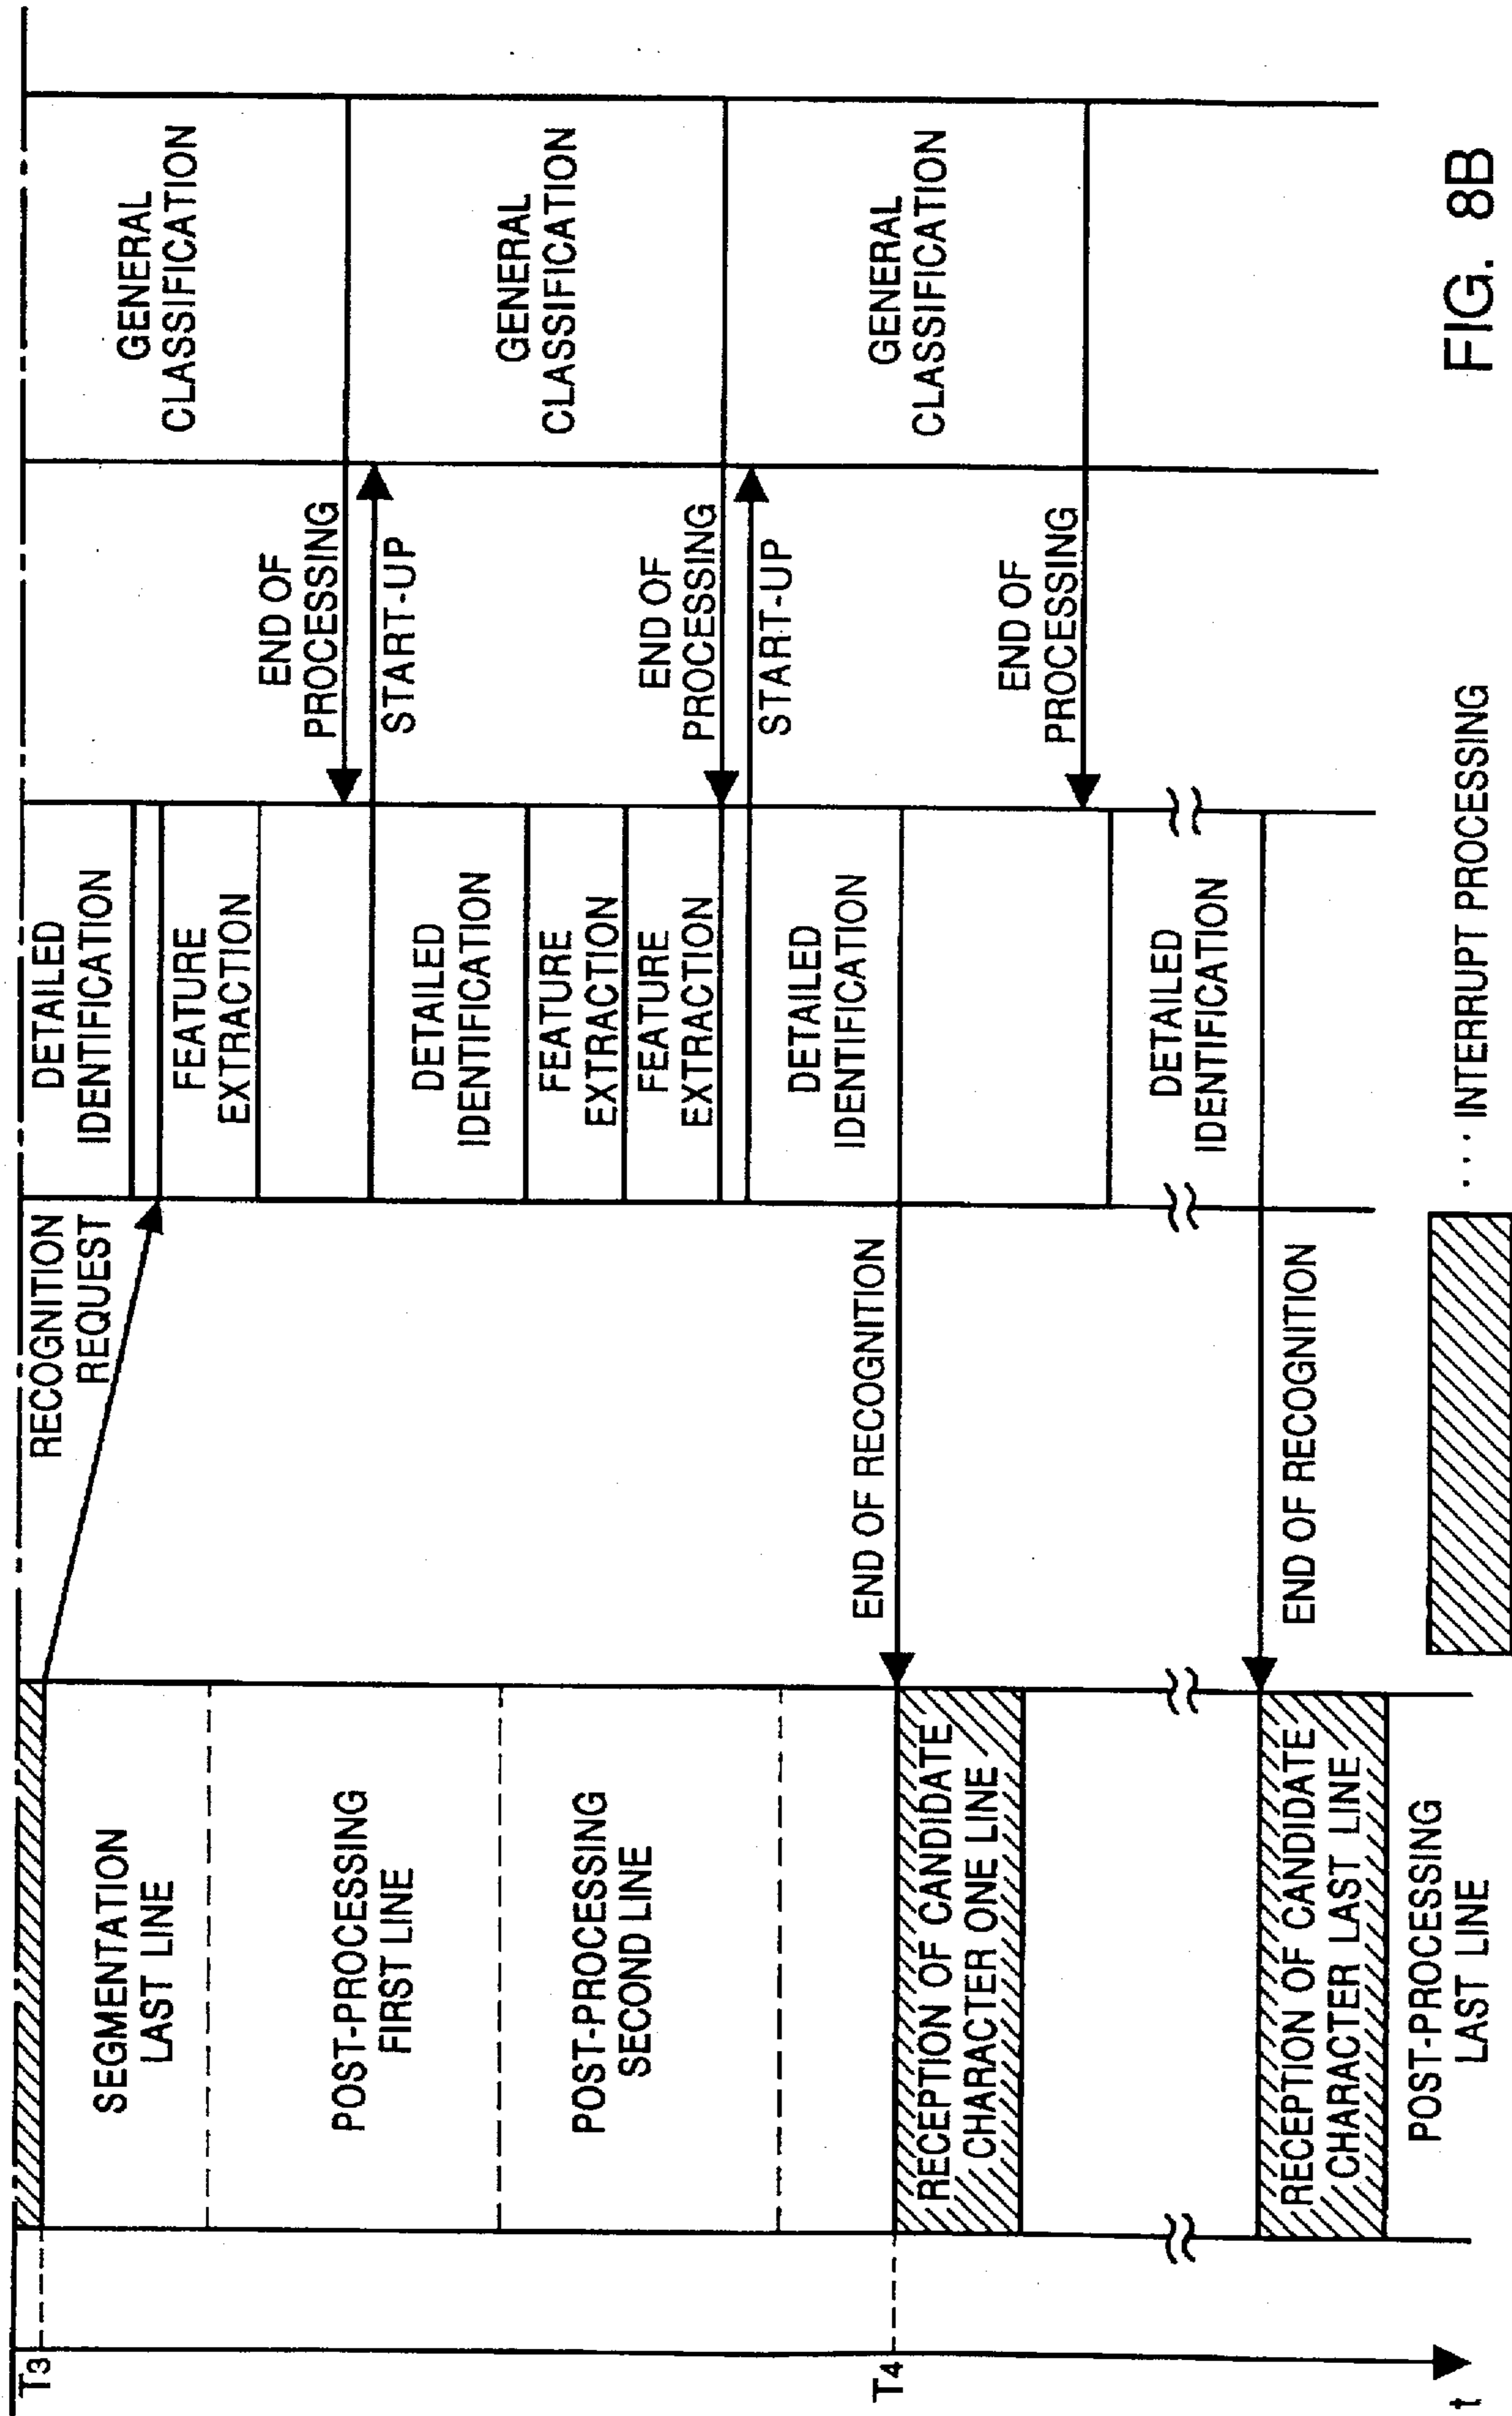 T3
T4
t
SEGMENTATION
LAST LINE
POST-PROCESSING
FIRST LINE
POST-PROCESSING
SECOND LINE
RECEPTION OF CANDIDATE
CHARACTER ONE LINE
RECEPTION OF CANDIDATE
CHARACTER LAST LINE
POST-PROCESSING
LAST LINE
RECOGNITION
REQUEST
END OF RECOGNITION
END OF RECOGNITION
DETAILED
IDENTIFICATION
FEATURE
EXTRACTION
DETAILED
IDENTIFICATION
FEATURE
EXTRACTION
FEATURE
EXTRACTION
DETAILED
IDENTIFICATION
DETAILED
IDENTIFICATION
END OF
PROCESSING
START-UP
END OF
PROCESSING
START-UP
END OF
PROCESSING
GENERAL
CLASSIFICATION
GENERAL
CLASSIFICATION
GENERAL
CLASSIFICATION
... INTERRUPT PROCESSING
FIG. 8B